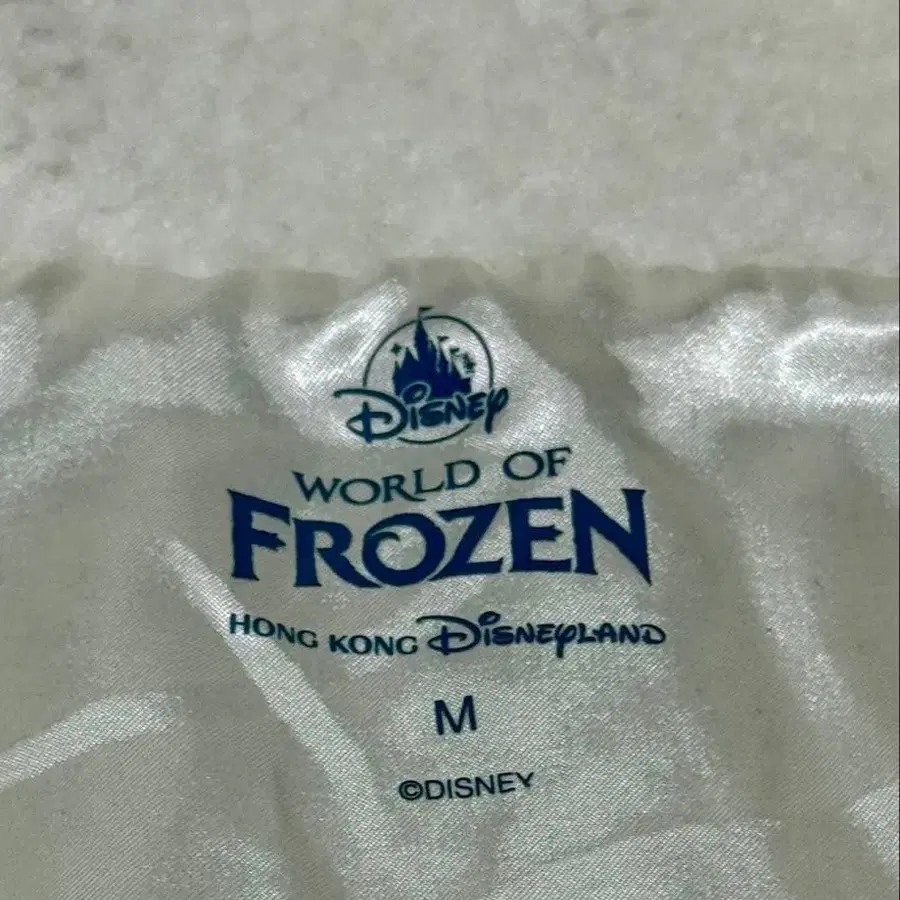 Disney
WORLD OF
FROZEN
HONG KONG Disneyland
M
©DISNEY